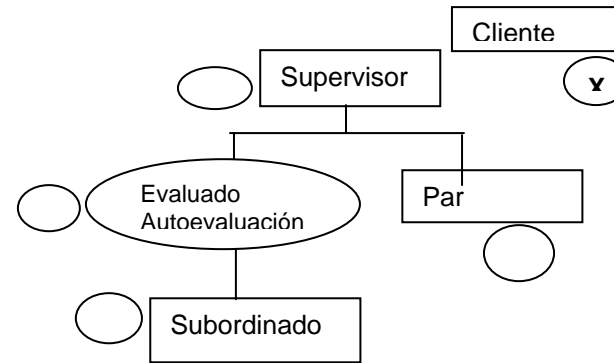 Cliente
Supervisor
x
Evaluado
Autoevaluación
Par
Subordinado